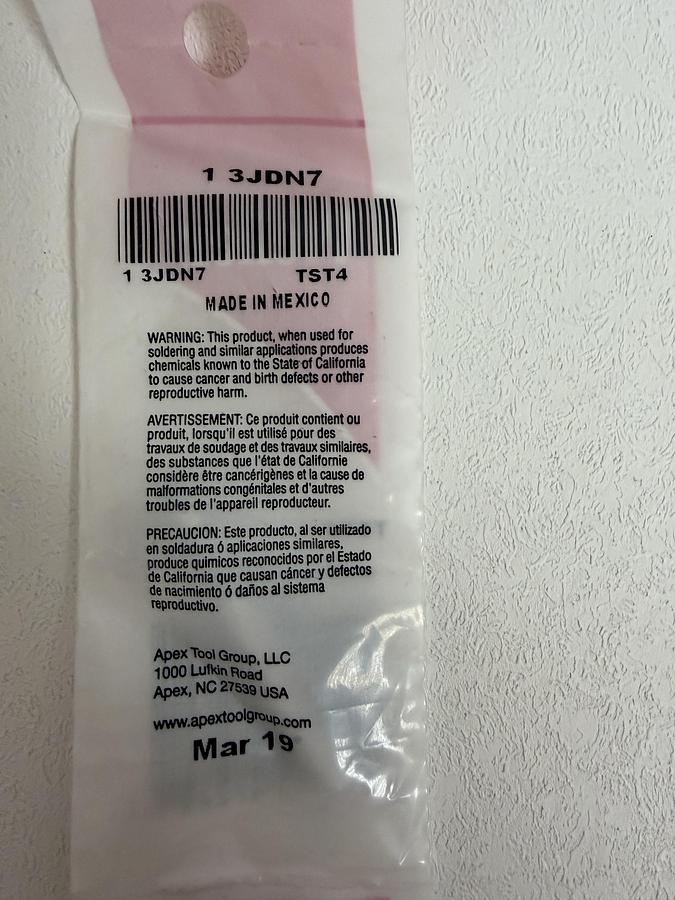 1 3JDN7
1 3JDN7 TST4
MADE IN MEXICO
WARNING: This product, when used for
soldering and similar applications produces
chemicals known to the State of California
to cause cancer and birth defects or other
reproductive harm.
AVERTISSEMENT: Ce produit contient ou
produit, lorsqu'il est utilisé pour des
travaux de soudage et des travaux similaires,
des substances que l'état de Californie
considère être cancérigènes et la cause de
malformations congénitales et d'autres
troubles de l'appareil reproducteur.
PRECAUCION: Este producto, al ser utilizado
en soldadura ó aplicaciones similares,
produce quimicos reconocidos por el Estado
de California que causan cáncer y defectos
de nacimiento ó daños al sistema
reproductivo.
Apex Tool Group, LLC
1000 Lufkin Road
Apex, NC 27539 USA
www.apextoolgroup.com
Mar 19